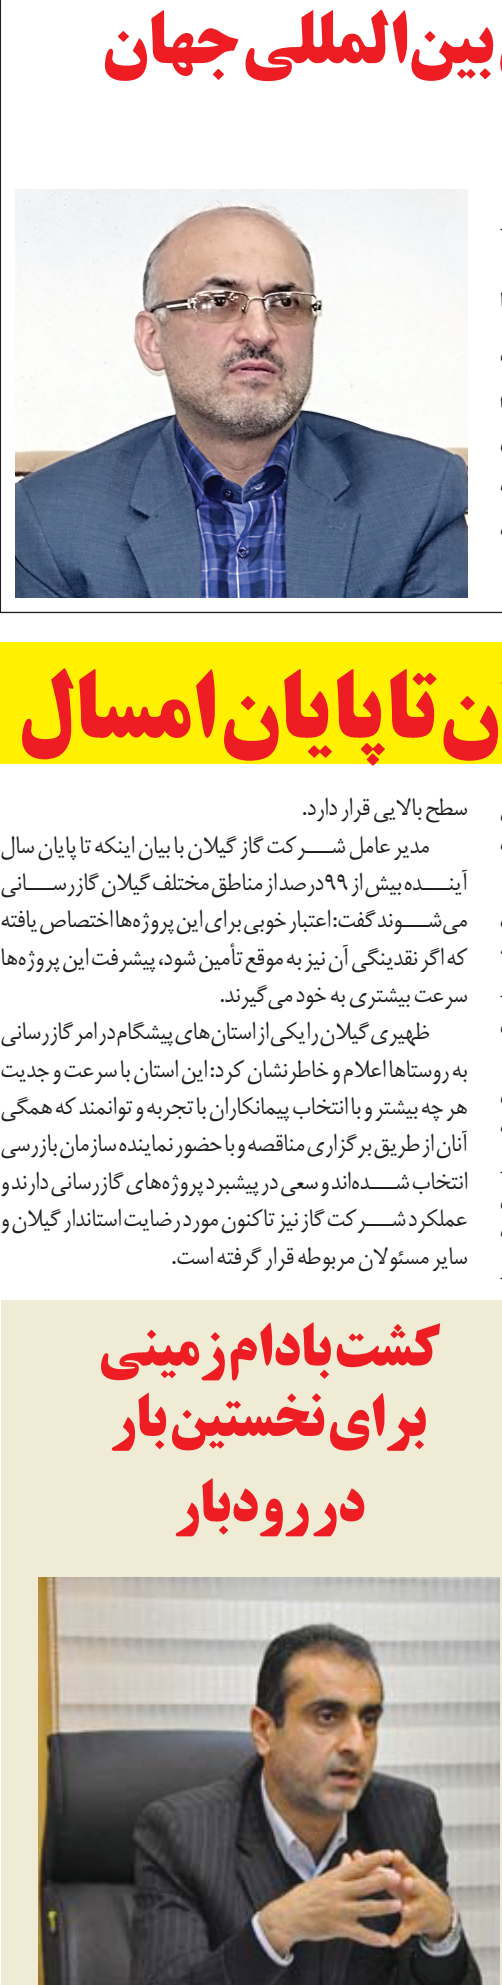 بین‌المللی جهان
تا پایان امسال
سطح بالایی قرار دارد.
مدیر عامل شرکت گاز گیلان با بیان اینکه تا پایان سال
آینده بیش از ۹۹درصد از مناطق مختلف گیلان گازرسانی
می‌شوند گفت: اعتبار خوبی برای این پروژه‌ها اختصاص یافته
که اگر نقدینگی آن نیز به موقع تأمین شود، پیشرفت این پروژه‌ها
سرعت بیشتری به خود می‌گیرند.
ظهیری گیلان را یکی از استان‌های پیشگام در امر گازرسانی
به روستاها اعلام و خاطرنشان کرد: این استان با سرعت و جدیت
هر چه بیشتر و با انتخاب پیمانکاران با تجربه و توانمند که همگی
آنان از طریق برگزاری مناقصه و با حضور نماینده سازمان بازرسی
انتخاب شده‌اند و سعی در پیشبرد پروژه‌های گازرسانی دارند و
عملکرد شرکت گاز نیز تاکنون مورد رضایت استاندار گیلان و
سایر مسئولان مربوطه قرار گرفته است.
کشت بادام زمینی
برای نخستین بار
در رودبار